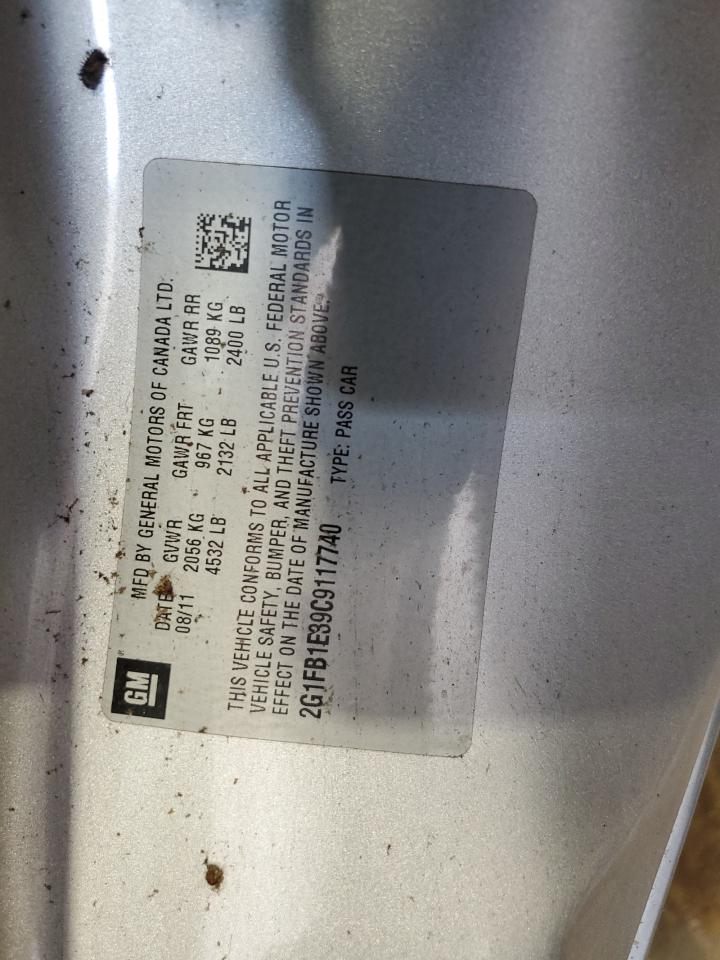 GM
MFD BY GENERAL MOTORS OF CANADA LTD.
DATE GVWR GAWR FRT GAWR RR
08/11 2056 KG 967 KG 1089 KG
4532 LB 2132 LB 2400 LB
THIS VEHICLE CONFORMS TO ALL APPLICABLE U.S. FEDERAL MOTOR
VEHICLE SAFETY, BUMPER, AND THEFT PREVENTION STANDARDS IN
EFFECT ON THE DATE OF MANUFACTURE SHOWN ABOVE.
2G1FB1E39C9117740 TYPE: PASS CAR